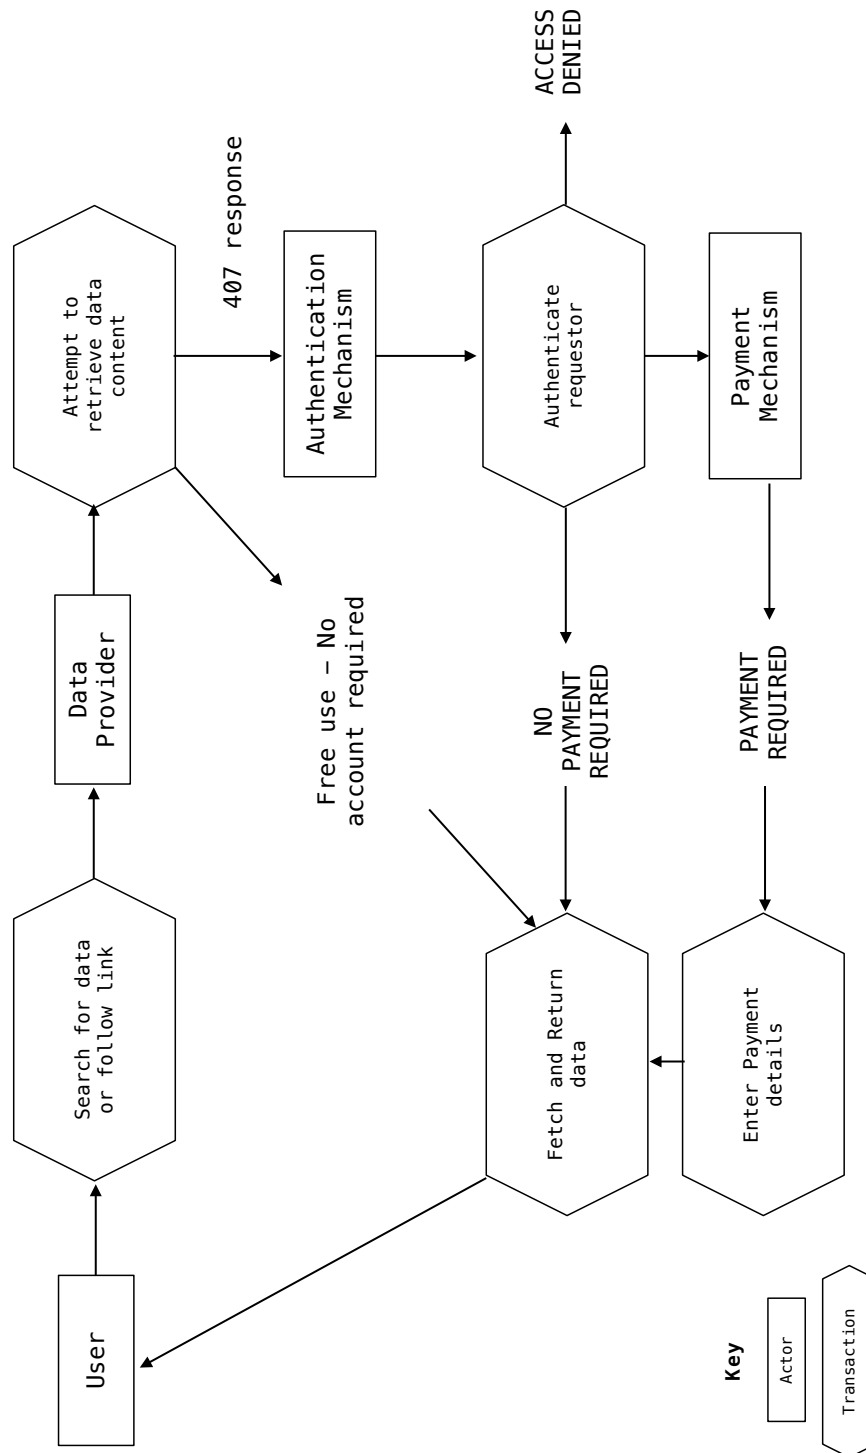 User
Search for data
or follow link
Data
Provider
Attempt to
retrieve data
content
407 response
Free use – No
account required
Authentication
Mechanism
Authenticate
requestor
ACCESS
DENIED
NO
PAYMENT
REQUIRED
Fetch and Return
data
Payment
Mechanism
PAYMENT
REQUIRED
Enter Payment
details
Key
Actor
Transaction